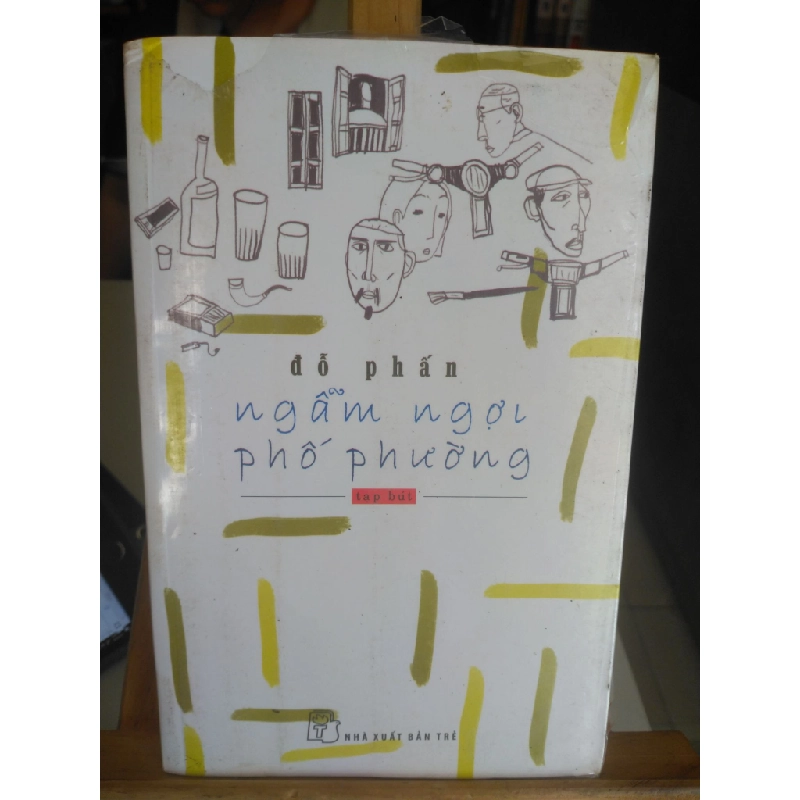 đỗ phấn
ngẫm ngợi
phố phường
tạp bút
NHÀ XUẤT BẢN TRẺ